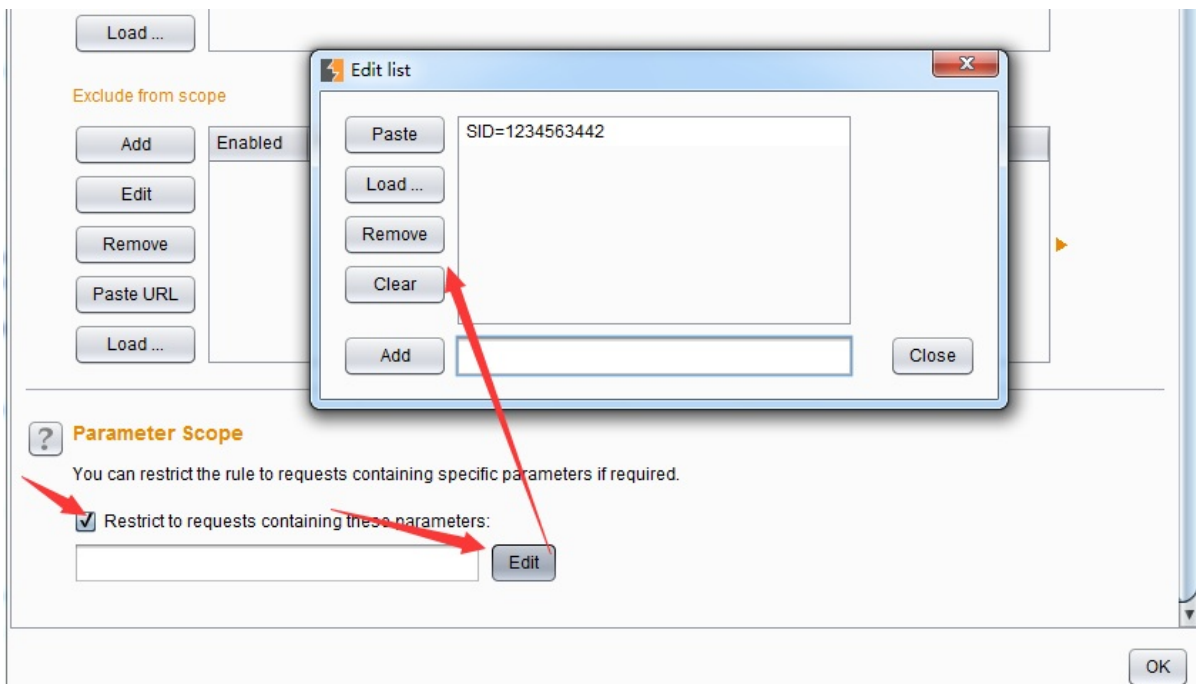 Load ...
Exclude from scope
Add
Enabled
Edit
Remove
Paste URL
Load ...
Edit list
Paste
SID=1234563442
Load ...
Remove
Clear
Add
Close
?
Parameter Scope
You can restrict the rule to requests containing specific parameters if required.
Restrict to requests containing these parameters:
Edit
OK